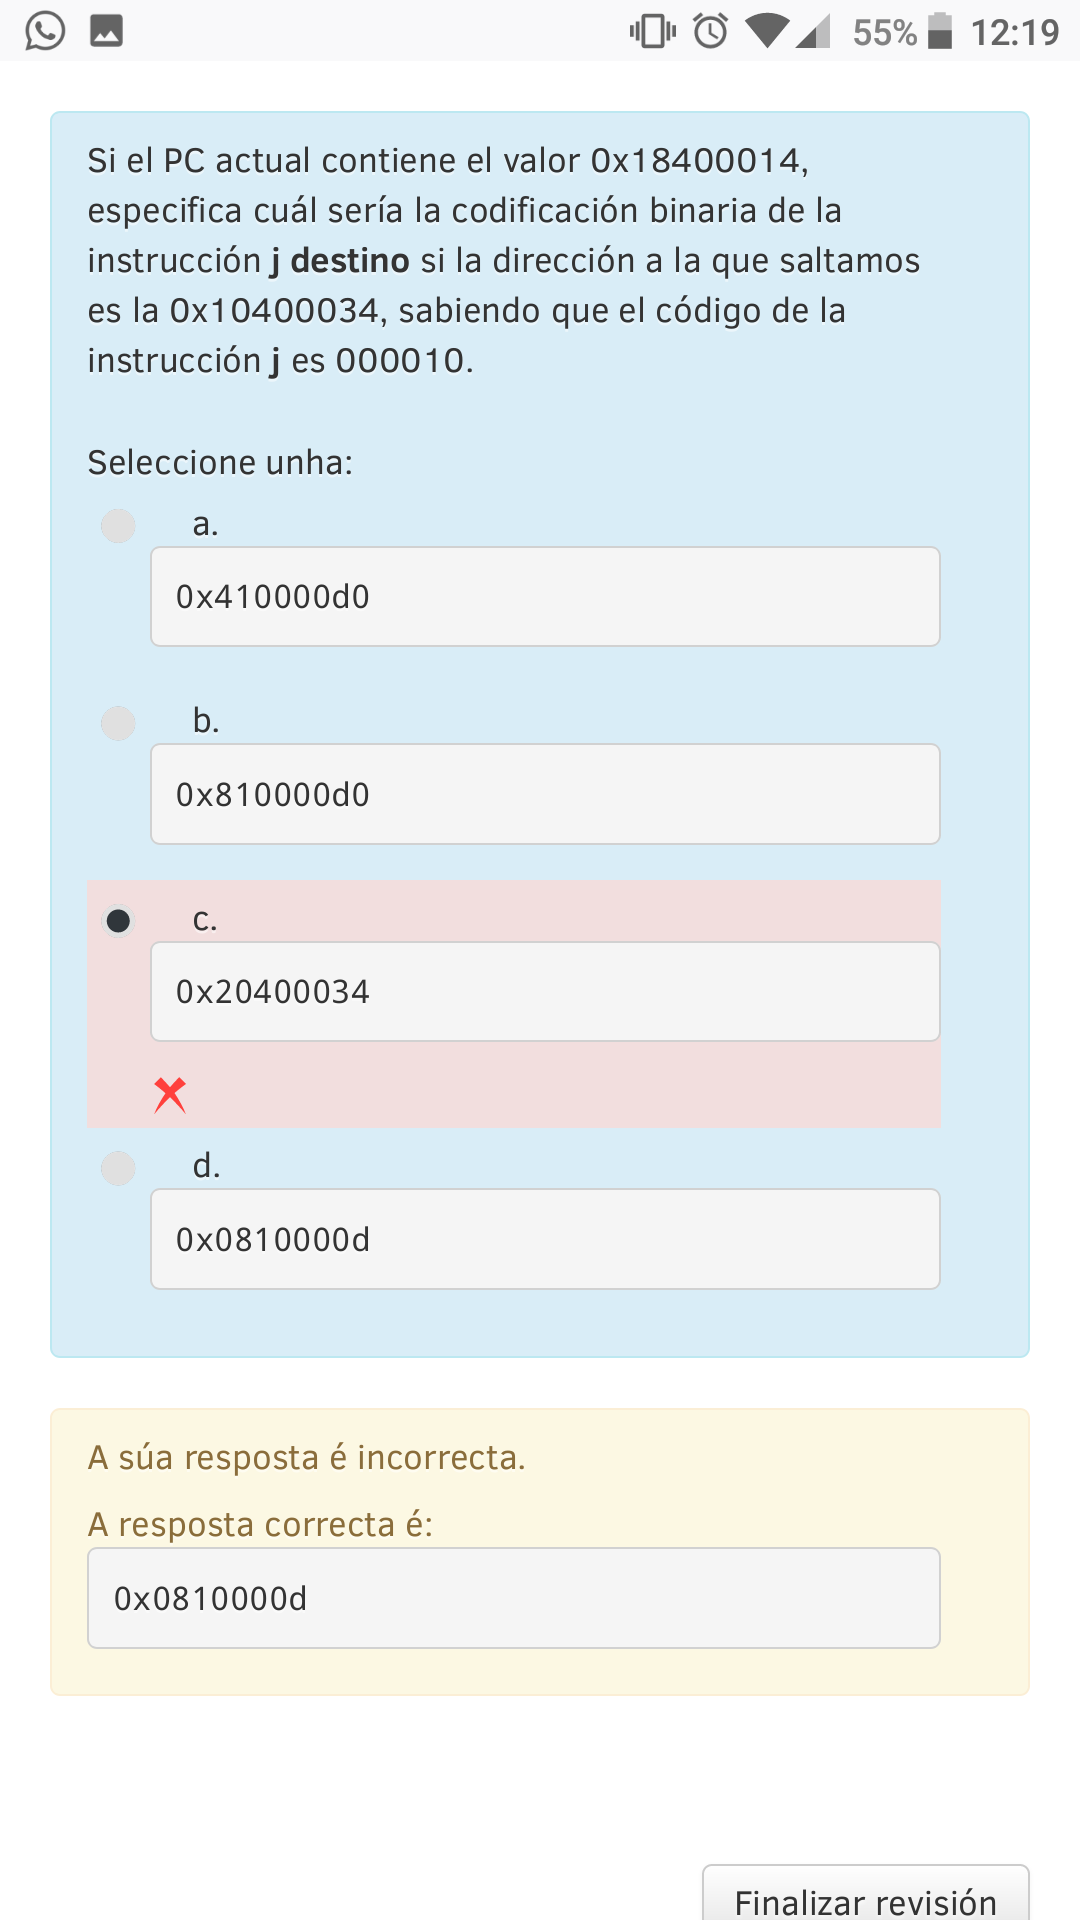 55% 12:19
Si el PC actual contiene el valor 0x18400014,
especifica cuál sería la codificación binaria de la
instrucción j destino si la dirección a la que saltamos
es la 0x10400034, sabiendo que el código de la
instrucción j es 000010.
Seleccione unha:
a.
0x410000d0
b.
0x810000d0
c.
0x20400034
d.
0x0810000d
A súa resposta é incorrecta.
A resposta correcta é:
0x0810000d
Finalizar revisión